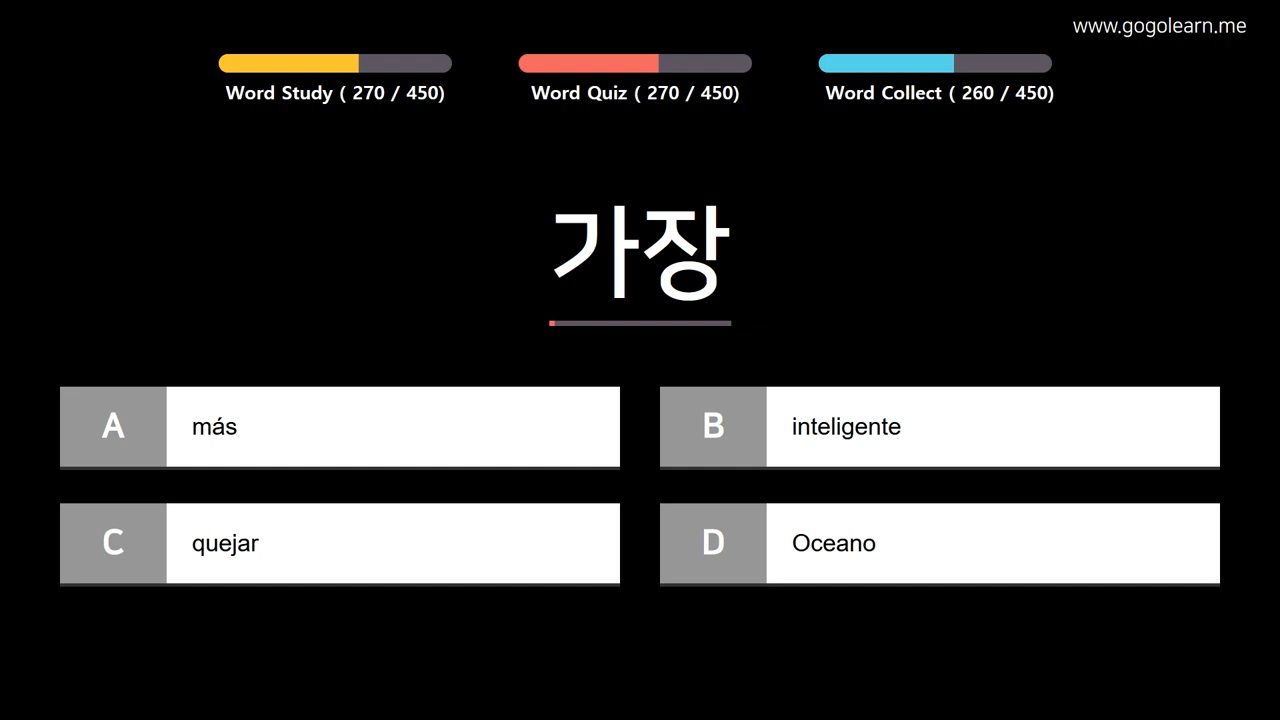 www.gogolearn.me
Word Study ( 270 / 450)
Word Quiz ( 270 / 450)
Word Collect ( 260 / 450)
가장
A
más
B
inteligente
C
quejar
D
Oceano